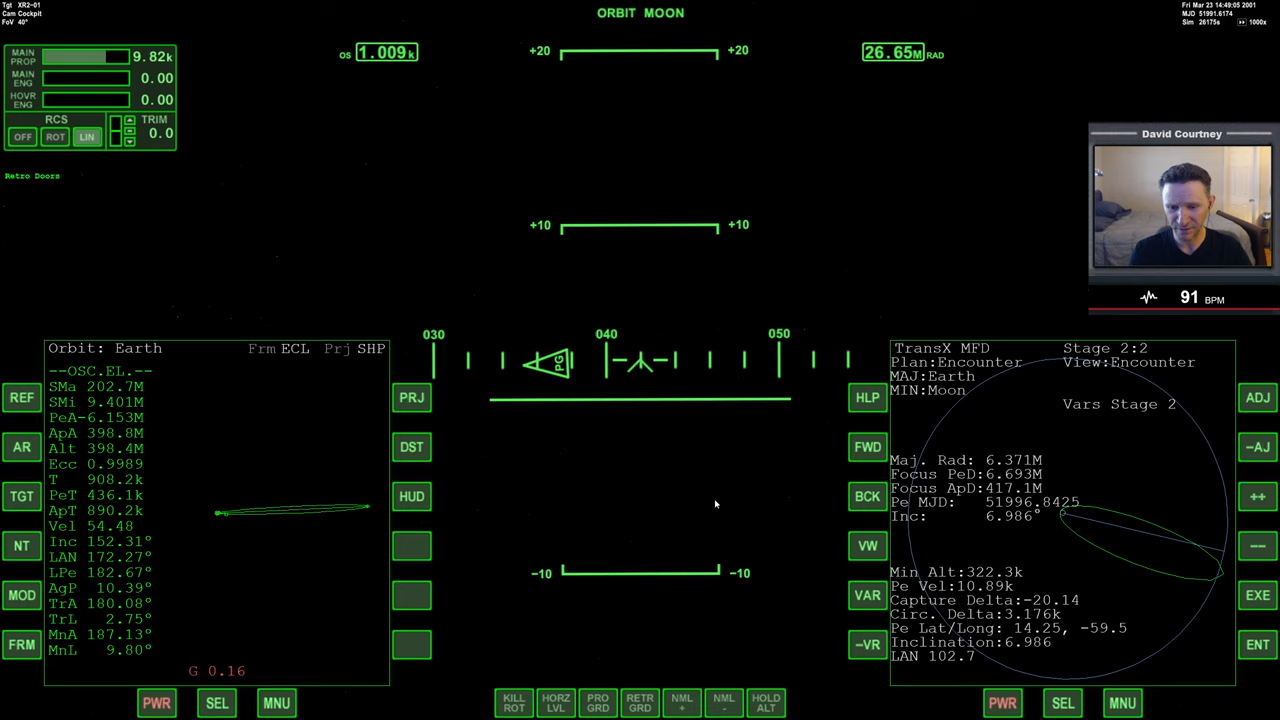 Tgt XR2-01
Cam Cockpit
FoV 40°
ORBIT MOON
Fri Mar 23 14:49:05 2001
MJD 51991.6174
Sim 26175s
1000x
MAIN PROP 9.82k
MAIN ENG 0.00
HOVR ENG 0.00
RCS
TRIM
OFF ROT LIN
0.0
Retro Doors
OS 1.009k
26.65M RAD
+20 +20
+10 +10
030 040 050
PG
-10 -10
David Courtney
91 BPM
Orbit: Earth Frm ECL Prj SHP
--OSC.EL.--
SMa 202.7M
SMi 9.401M
PeA-6.153M
ApA 398.8M
Alt 398.4M
Ecc 0.9989
T 908.2k
PeT 436.1k
ApT 890.2k
Vel 54.48
Inc 152.31°
LAN 172.27°
LPe 182.67°
AgP 10.39°
TrA 180.08°
TrL 2.75°
MnA 187.13°
MnL 9.80°
G 0.16
REF
AR
TGT
NT
MOD
FRM
PRJ
DST
HUD
PWR SEL MNU
KILL ROT
HORZ LVL
PRO GRD
RETR GRD
NML +
NML -
HOLD ALT
TransX MFD Stage 2:2
Plan:Encounter View:Encounter
MAJ:Earth
MIN:Moon
Vars Stage 2
Maj. Rad: 6.371M
Focus PeD:6.693M
Focus ApD:417.1M
Pe MJD: 51996.8425
Inc: 6.986°
Min Alt:322.3k
Pe Vel:10.89k
Capture Delta:-20.14
Circ. Delta:3.176k
Pe Lat/Long: 14.25, -59.5
Inclination:6.986
LAN 102.7
HLP
FWD
BCK
VW
VAR
-VR
ADJ
-AJ
++
--
EXE
ENT
PWR SEL MNU